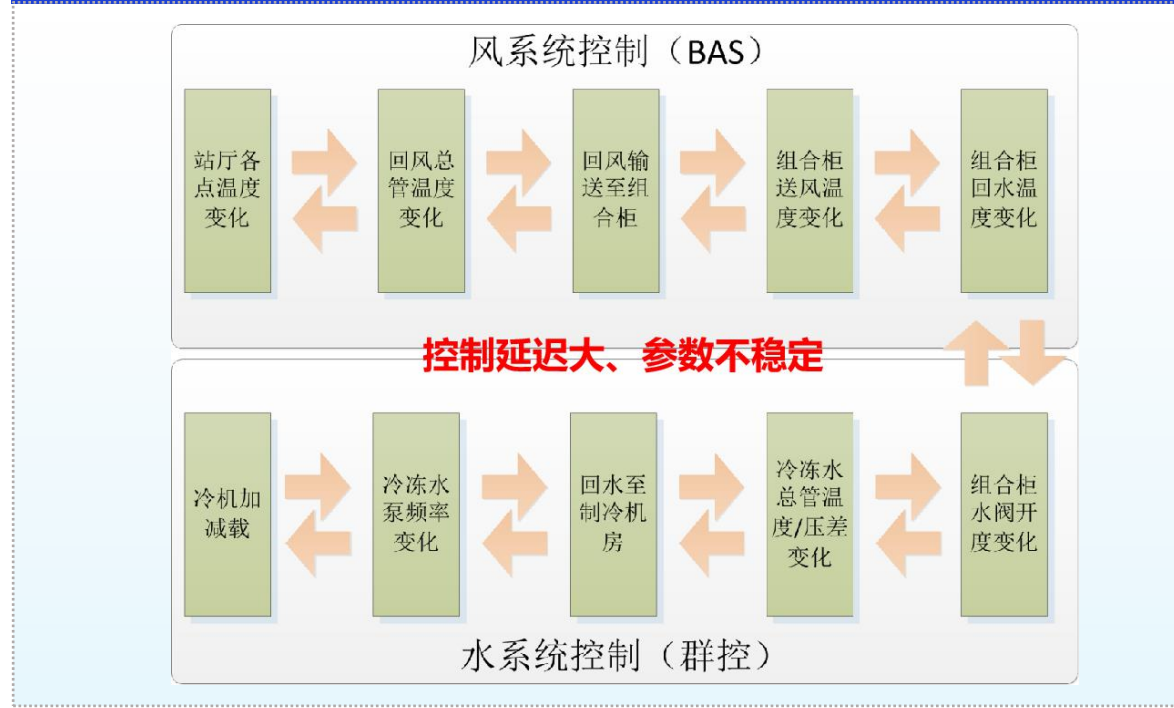 风系统控制（BAS）
站厅各
点温度
变化
回风总
管温度
变化
回风输
送至组
合柜
组合柜
送风温
度变化
组合柜
回水温
度变化
控制延迟大、参数不稳定
冷机加
减载
冷冻水
泵频率
变化
回水至
制冷机
房
冷冻水
总管温
度/压差
变化
组合柜
水阀开
度变化
水系统控制（群控）